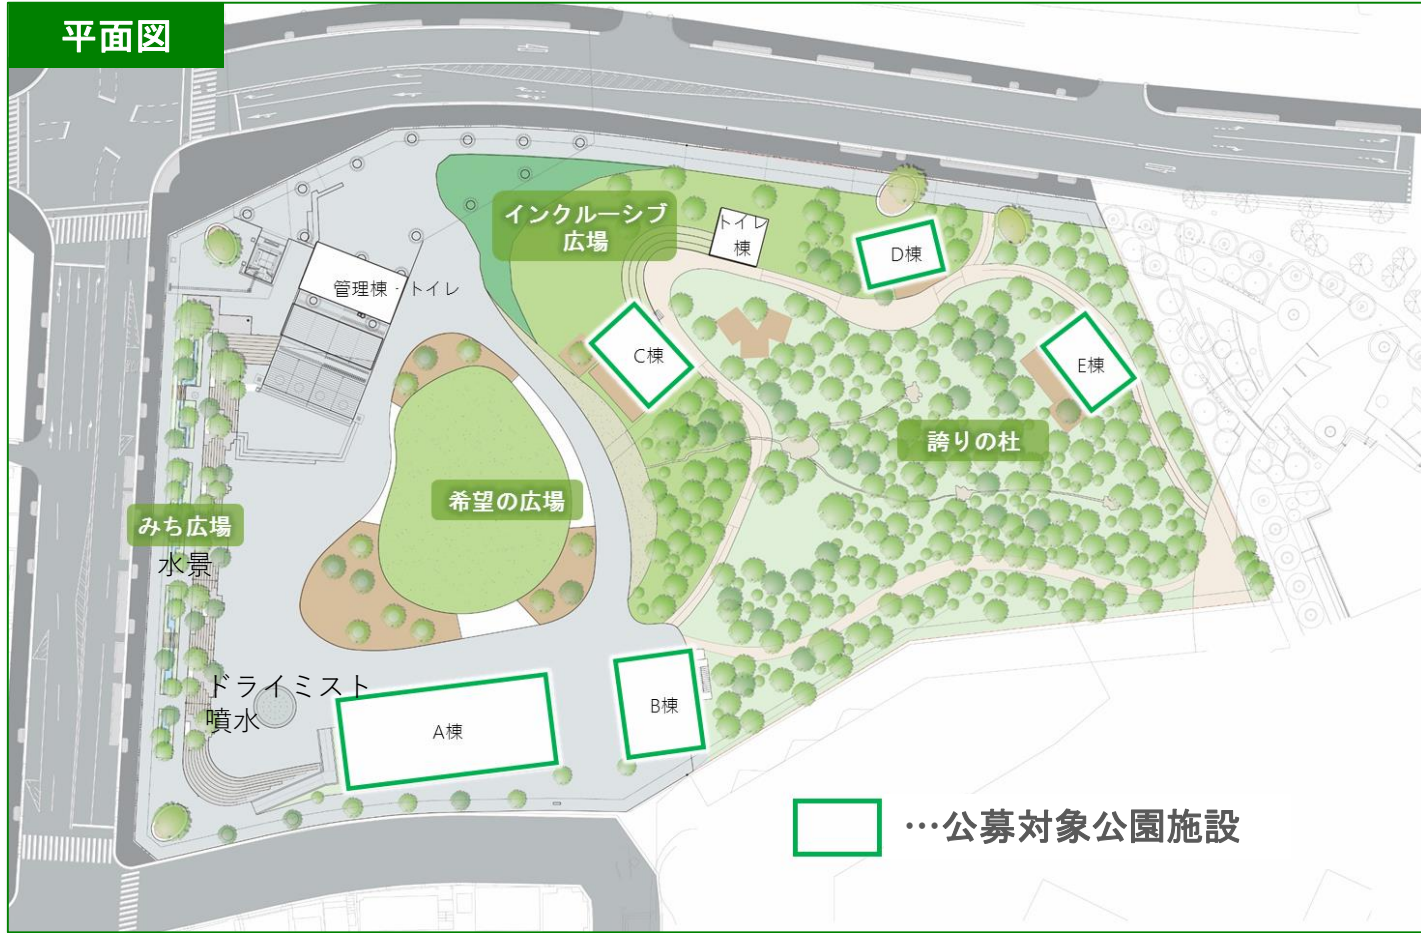 平面図
インクルーシブ
広場
トイレ
棟
D棟
管理棟・トイレ
C棟
E棟
誇りの杜
希望の広場
みち広場
水景
ドライミスト
噴水
A棟
B棟
…公募対象公園施設